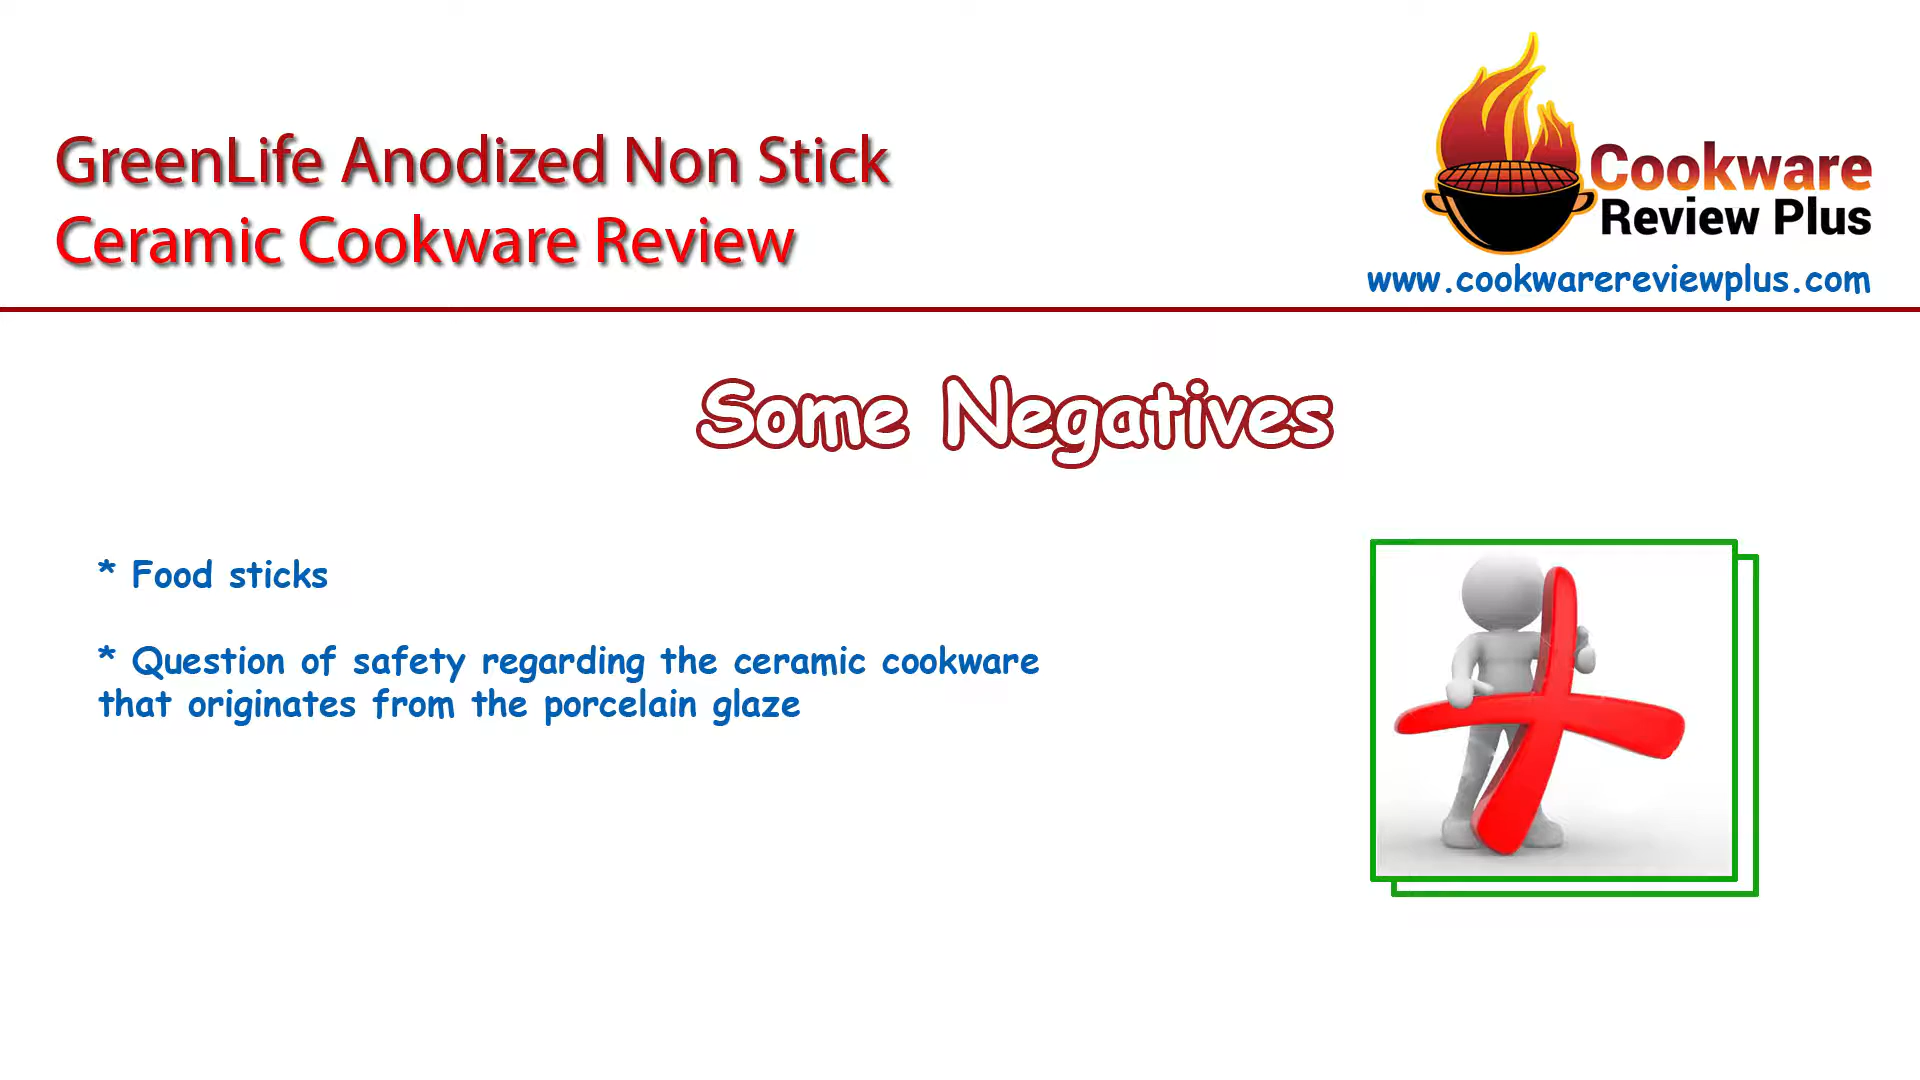 GreenLife Anodized Non Stick
Ceramic Cookware Review
Cookware
Review Plus
www.cookwarereviewplus.com
Some Negatives
* Food sticks
* Question of safety regarding the ceramic cookware
that originates from the porcelain glaze